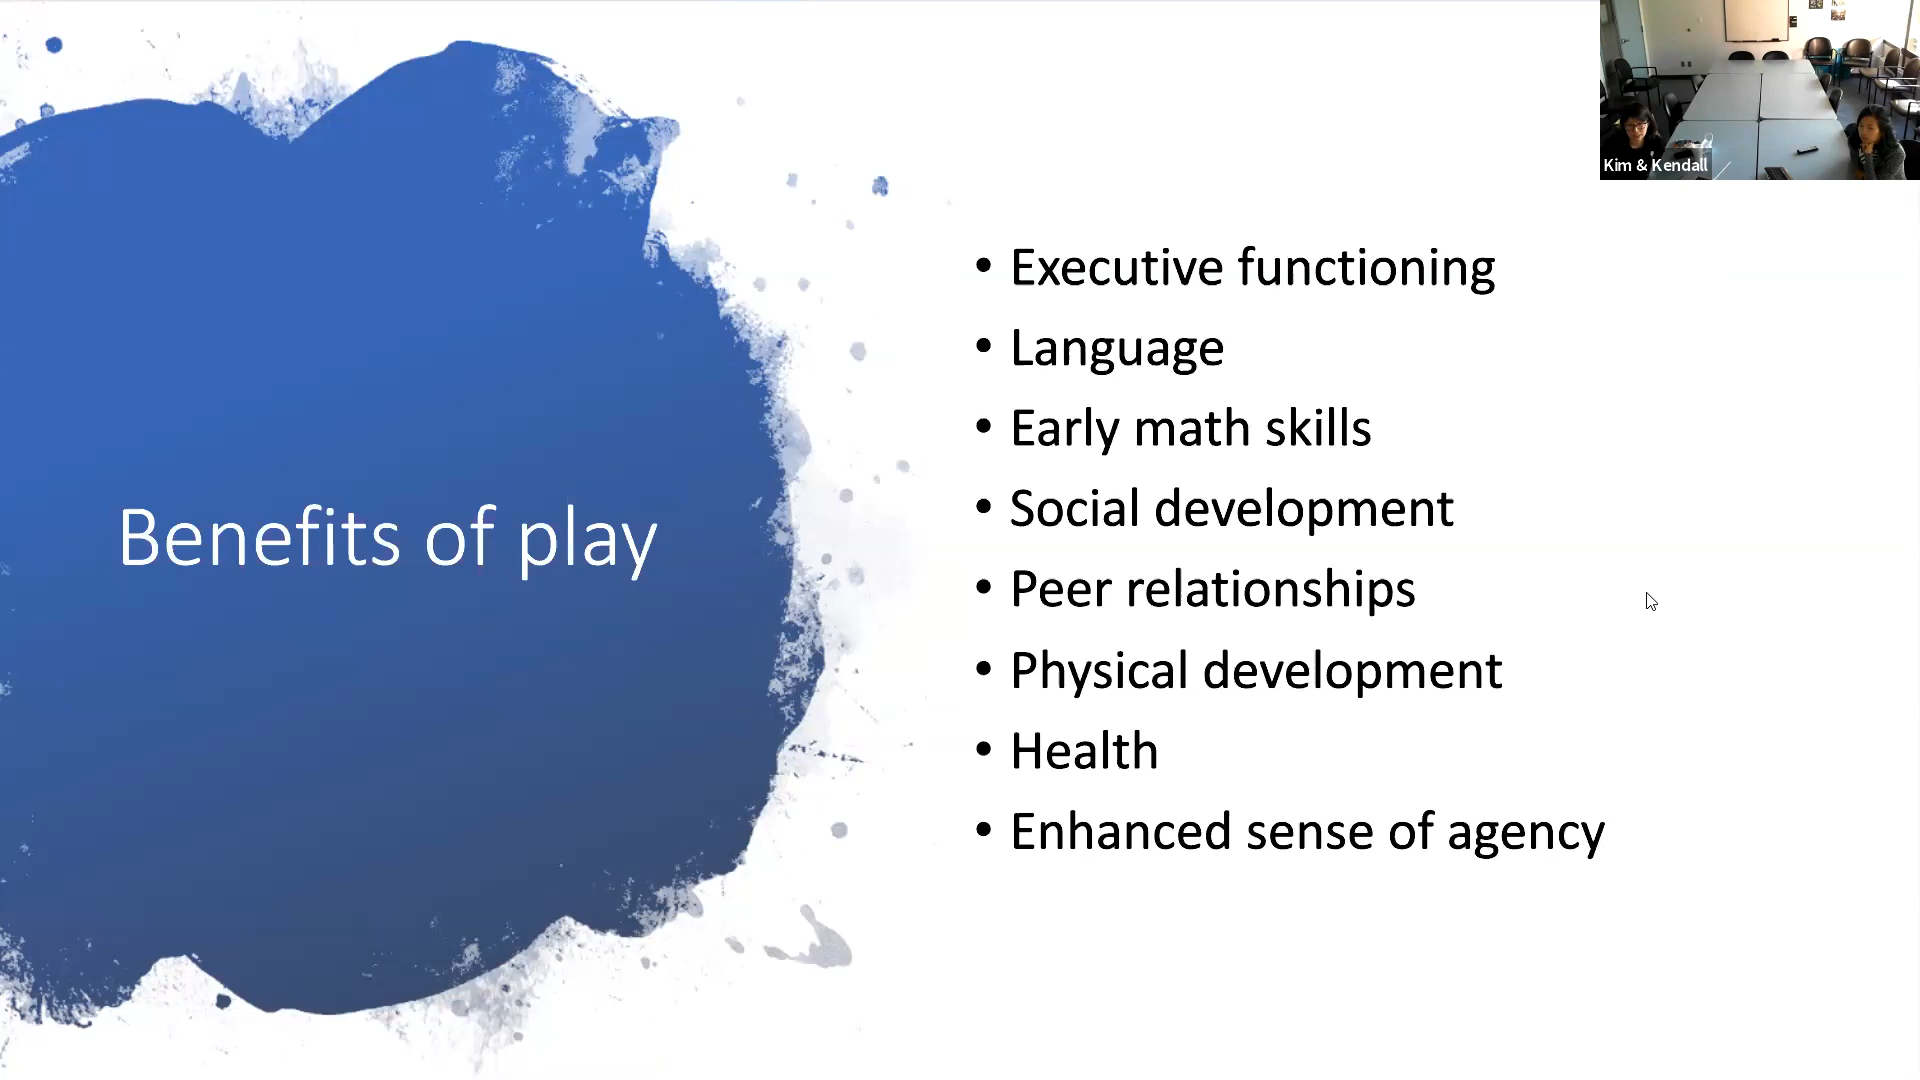 Kim & Kendall
Benefits of play
• Executive functioning
• Language
• Early math skills
• Social development
• Peer relationships
• Physical development
• Health
• Enhanced sense of agency